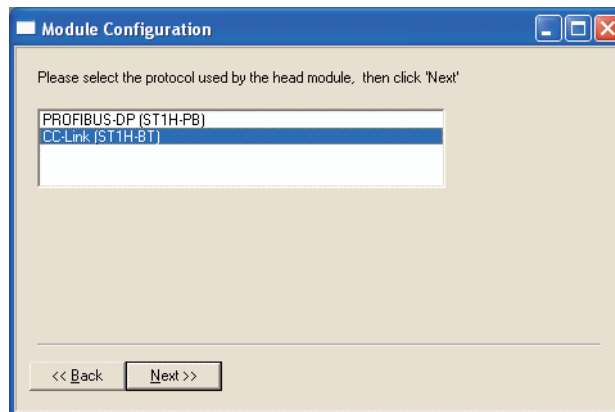 Module Configuration
Please select the protocol used by the head module, then click 'Next'
PROFIBUS-DP (ST1H-PB)
CC-Link (ST1H-BT)
<< Back
Next >>